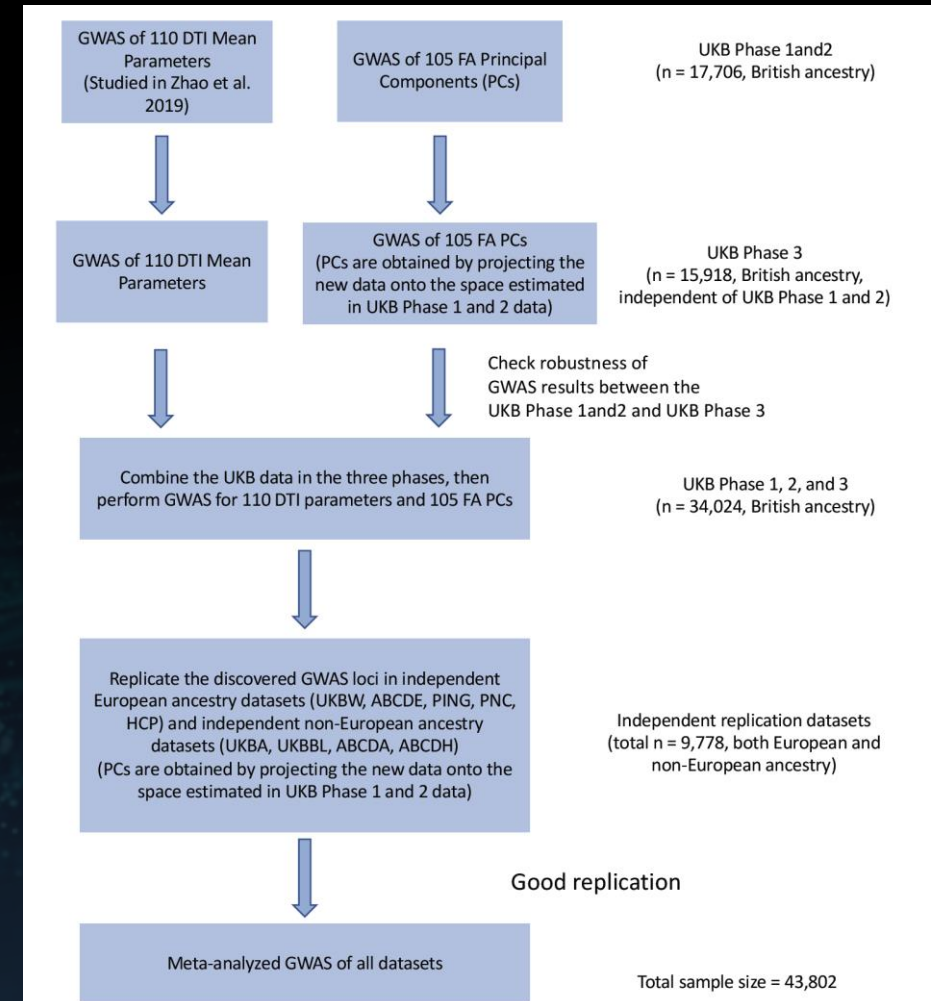 GWAS of 110 DTI Mean
Parameters
(Studied in Zhao et al.
2019)
GWAS of 105 FA Principal
Components (PCs)
UKB Phase 1and2
(n = 17,706, British ancestry)
GWAS of 110 DTI Mean
Parameters
GWAS of 105 FA PCs
(PCs are obtained by projecting the
new data onto the space estimated
in UKB Phase 1 and 2 data)
UKB Phase 3
(n = 15,918, British ancestry,
independent of UKB Phase 1 and 2)
Check robustness of
GWAS results between the
UKB Phase 1and2 and UKB Phase 3
Combine the UKB data in the three phases, then
perform GWAS for 110 DTI parameters and 105 FA PCs
UKB Phase 1, 2, and 3
(n = 34,024, British ancestry)
Replicate the discovered GWAS loci in independent
European ancestry datasets (UKBW, ABCDE, PING, PNC,
HCP) and independent non-European ancestry
datasets (UKBA, UKBBL, ABCDA, ABCDH)
(PCs are obtained by projecting the new data onto the
space estimated in UKB Phase 1 and 2 data)
Independent replication datasets
(total n = 9,778, both European and
non-European ancestry)
Good replication
Meta-analyzed GWAS of all datasets
Total sample size = 43,802